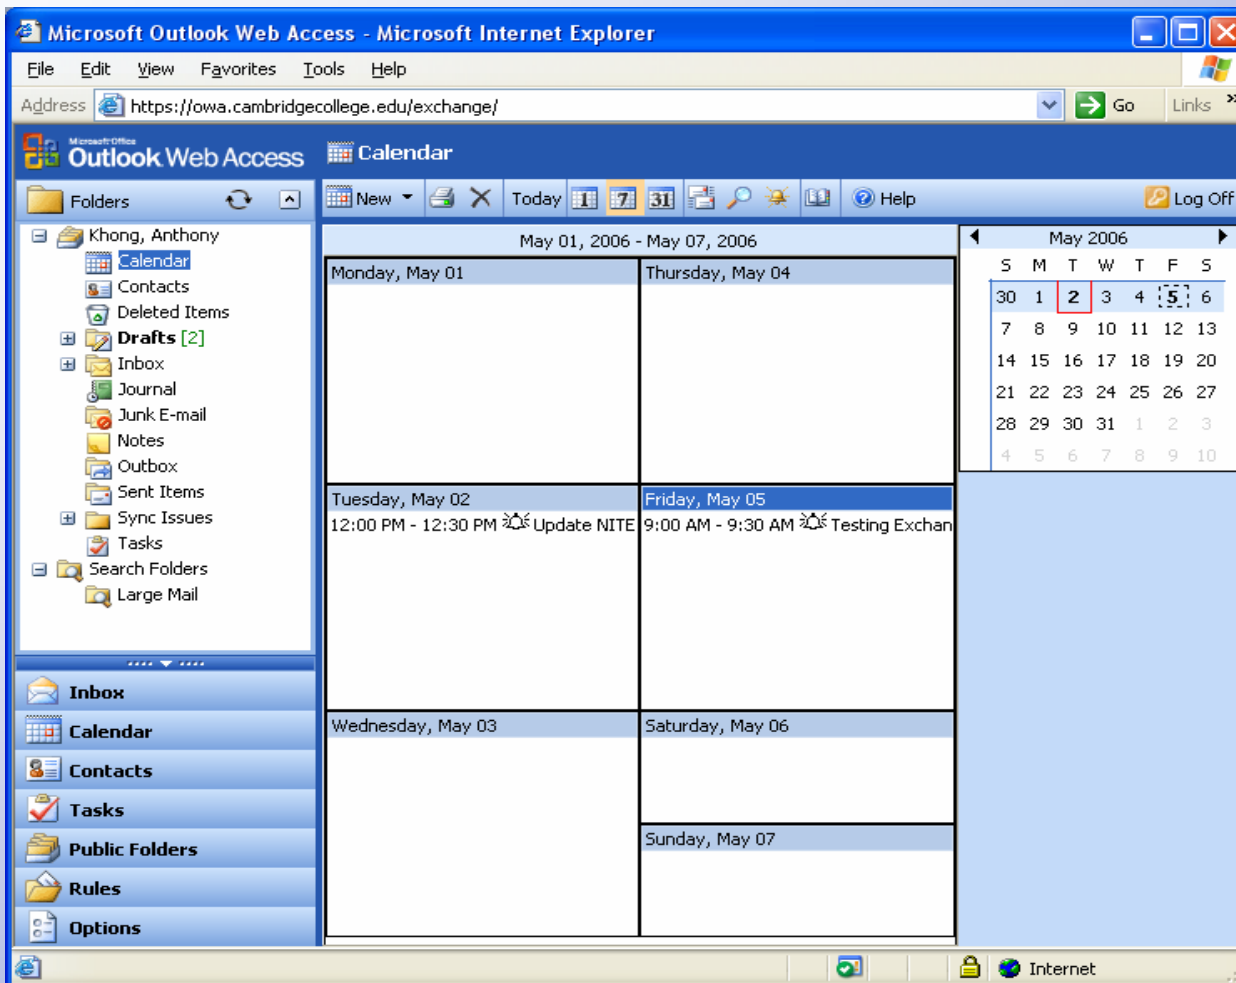 Microsoft Outlook Web Access - Microsoft Internet Explorer
File Edit View Favorites Tools Help
Address https://owa.cambridgecollege.edu/exchange/ Go Links »
Microsoft Office
Outlook Web Access Calendar
Folders New 1 7 31 Today Help Log Off
Khong, Anthony
Calendar
Contacts
Deleted Items
Drafts [2]
Inbox
Journal
Junk E-mail
Notes
Outbox
Sent Items
Sync Issues
Tasks
Search Folders
Large Mail
Inbox
Calendar
Contacts
Tasks
Public Folders
Rules
Options
May 01, 2006 - May 07, 2006
Monday, May 01
Tuesday, May 02
12:00 PM - 12:30 PM Update NITE
Wednesday, May 03
Thursday, May 04
Friday, May 05
9:00 AM - 9:30 AM Testing Exchan
Saturday, May 06
Sunday, May 07
May 2006
S M T W T F S
30 1 2 3 4 5 6
7 8 9 10 11 12 13
14 15 16 17 18 19 20
21 22 23 24 25 26 27
28 29 30 31 1 2 3
4 5 6 7 8 9 10
Internet